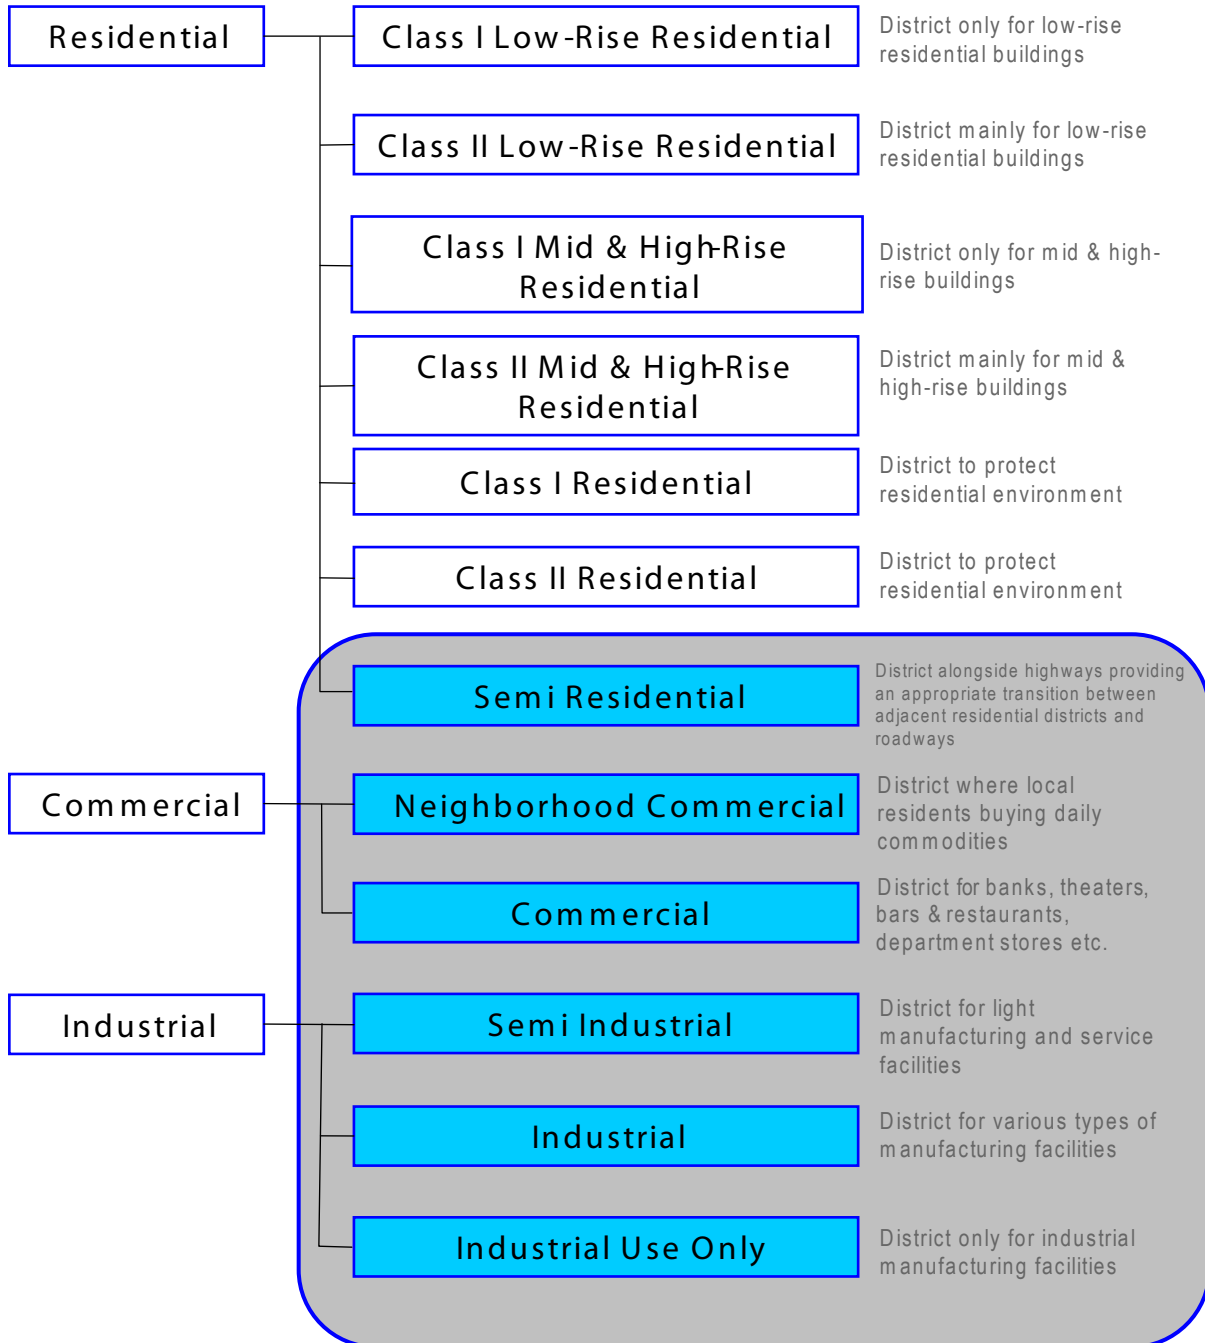 Residential
Class I Low-Rise Residential
District only for low-rise
residential buildings
Class II Low-Rise Residential
District mainly for low-rise
residential buildings
Class I Mid & High-Rise
Residential
District only for mid & high-
rise buildings
Class II Mid & High-Rise
Residential
District mainly for mid &
high-rise buildings
Class I Residential
District to protect
residential environment
Class II Residential
District to protect
residential environment
Semi Residential
District alongside highways providing
an appropriate transition between
adjacent residential districts and
roadways
Commercial
Neighborhood Commercial
District where local
residents buying daily
commodities
Commercial
District for banks, theaters,
bars & restaurants,
department stores etc.
Industrial
Semi Industrial
District for light
manufacturing and service
facilities
Industrial
District for various types of
manufacturing facilities
Industrial Use Only
District only for industrial
manufacturing facilities